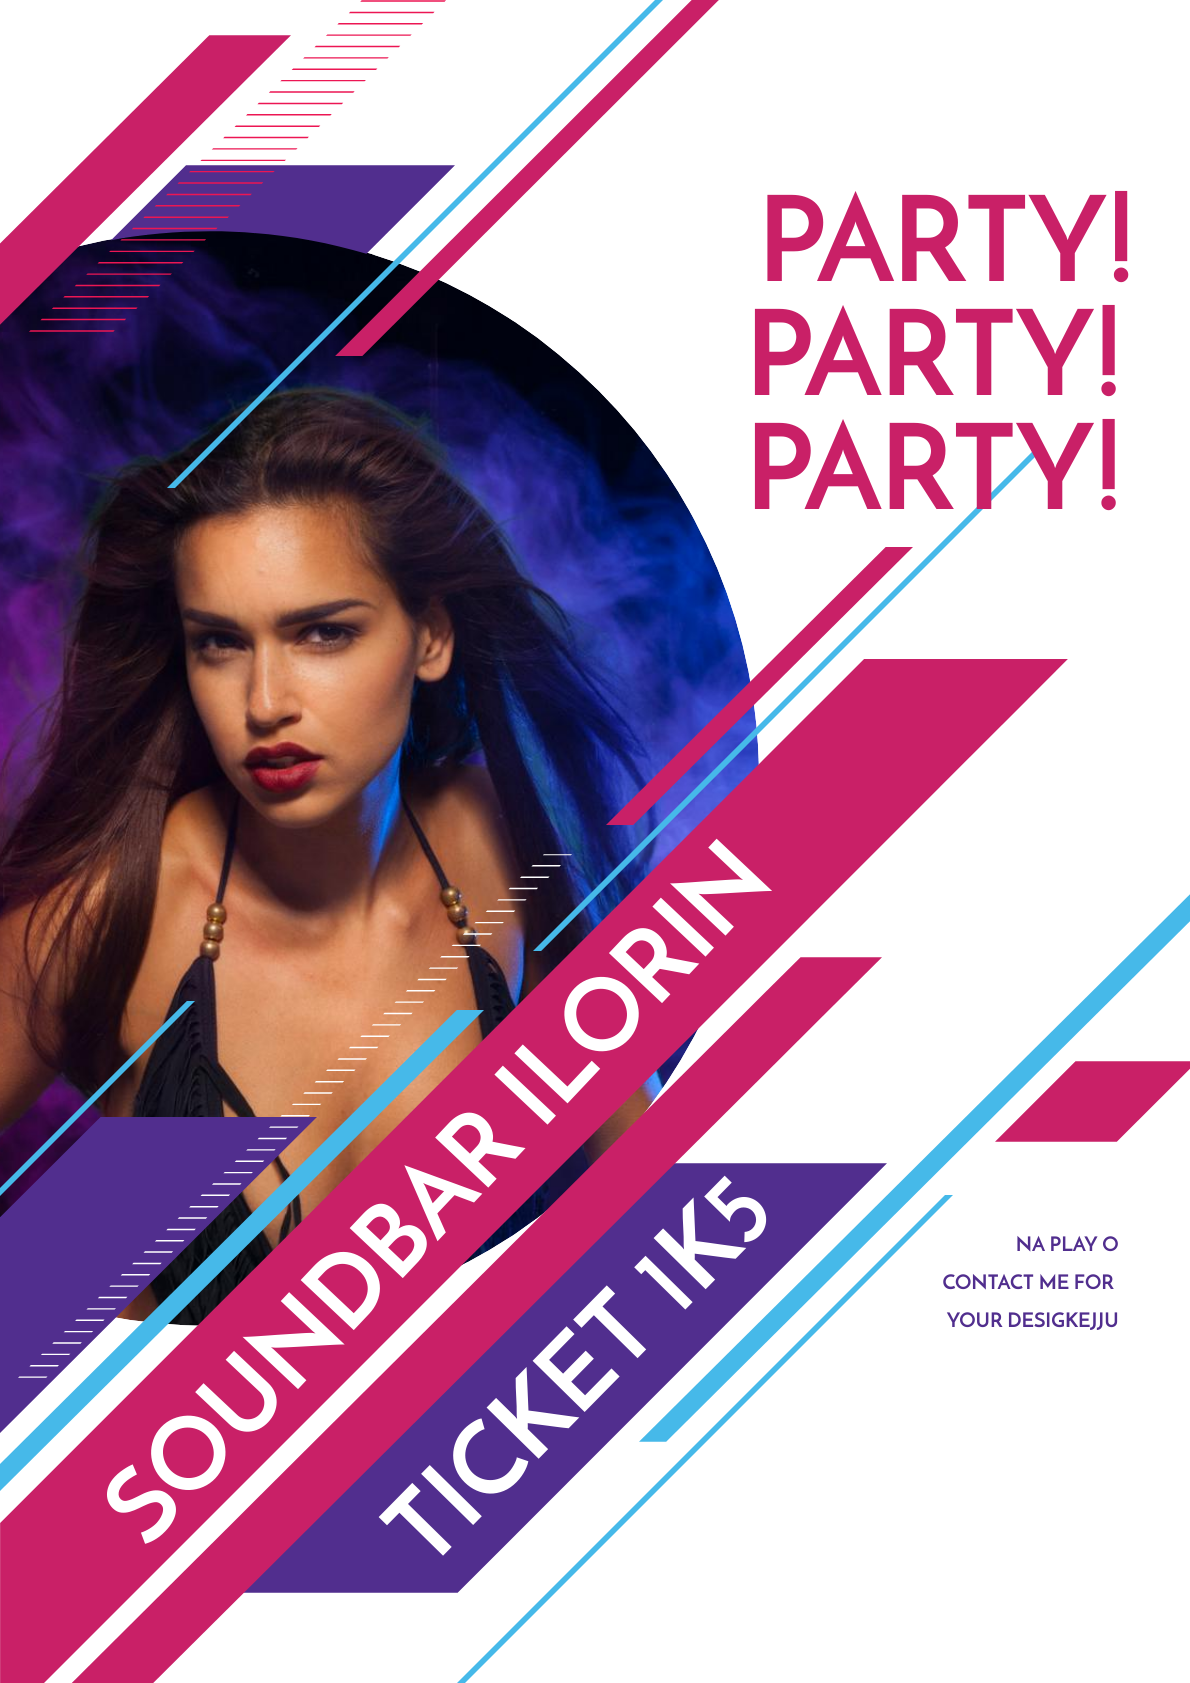 PARTY!
PARTY!
PARTY!
SOUNDBAR ILORIN
TICKET 1K5
NA PLAY O
CONTACT ME FOR
YOUR DESIGKEJJU